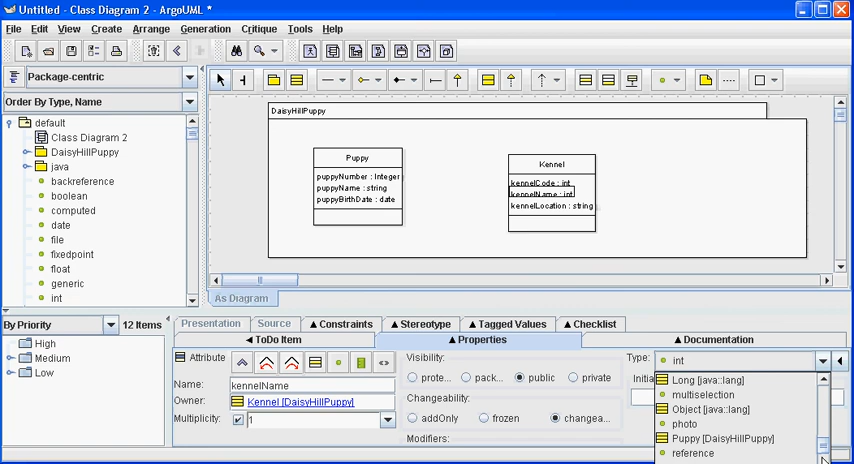 Untitled - Class Diagram 2 - ArgoUML *
File Edit View Create Arrange Generation Critique Tools Help
Package-centric
Order By Type, Name
default
Class Diagram 2
DaisyHillPuppy
java
backreference
boolean
computed
date
file
fixedpoint
float
generic
int
DaisyHillPuppy
Puppy
puppyNumber : Integer
puppyName : string
puppyBirthDate : date
Kennel
kennelCode : int
kennelName : int
kennelLocation : string
As Diagram
By Priority 12 Items
High
Medium
Low
Presentation Source ▲ Constraints ▲ Stereotype ▲ Tagged Values ▲ Checklist
◀ ToDo Item ▲ Properties ▲ Documentation
Attribute
Name: kennelName
Owner: Kennel [DaisyHillPuppy]
Multiplicity: 1
Visibility:
prote... pack... public private
Changeability:
addOnly frozen changea...
Modifiers:
Type: int
Initia
Long [java::lang]
multiselection
Object [java::lang]
photo
Puppy [DaisyHillPuppy]
reference